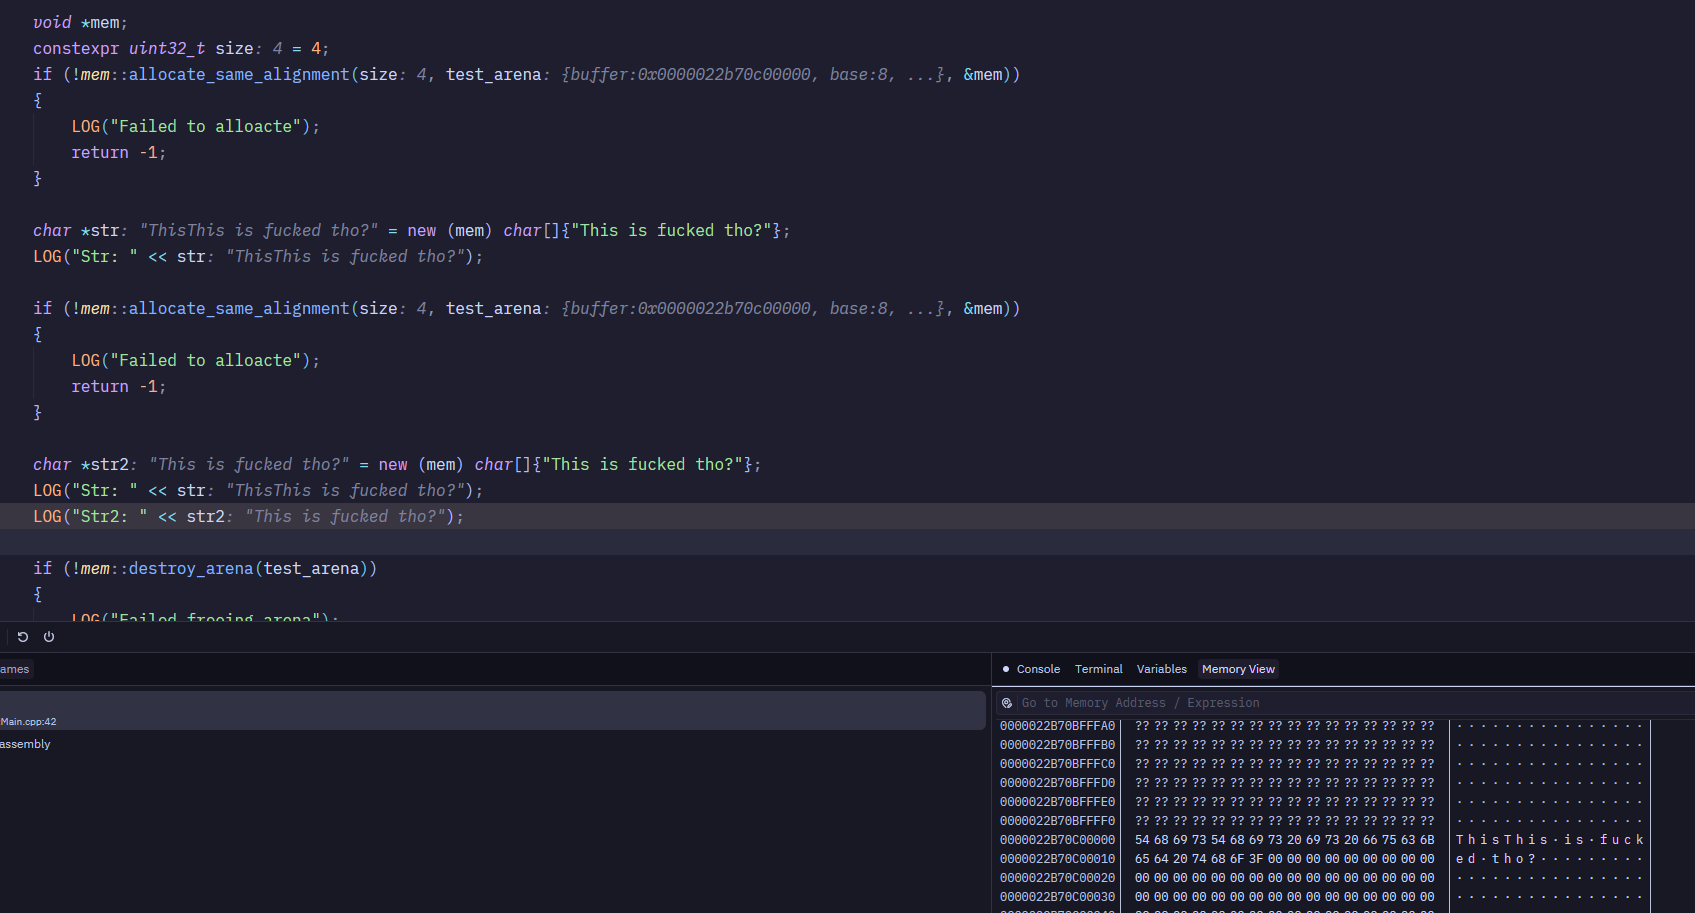 void *mem;
constexpr uint32_t size: 4 = 4;
if (!mem::allocate_same_alignment(size: 4, test_arena: {buffer:0x0000022b70c00000, base:8, ...}, &mem))
{
LOG("Failed to alloacte");
return -1;
}
char *str: "ThisThis is fucked tho?" = new (mem) char[]{"This is fucked tho?"};
LOG("Str: " << str: "ThisThis is fucked tho?");
if (!mem::allocate_same_alignment(size: 4, test_arena: {buffer:0x0000022b70c00000, base:8, ...}, &mem))
{
LOG("Failed to alloacte");
return -1;
}
char *str2: "This is fucked tho?" = new (mem) char[]{"This is fucked tho?"};
LOG("Str: " << str: "ThisThis is fucked tho?");
LOG("Str2: " << str2: "This is fucked tho?");
if (!mem::destroy_arena(test_arena))
{
LOG("Failed freeing arena");
ames
Main.cpp:42
assembly
Console Terminal Variables Memory View
Go to Memory Address / Expression
0000022B70BFFFA0 ?? ?? ?? ?? ?? ?? ?? ?? ?? ?? ?? ?? ?? ?? ?? ?? ················
0000022B70BFFFB0 ?? ?? ?? ?? ?? ?? ?? ?? ?? ?? ?? ?? ?? ?? ?? ?? ················
0000022B70BFFFC0 ?? ?? ?? ?? ?? ?? ?? ?? ?? ?? ?? ?? ?? ?? ?? ?? ················
0000022B70BFFFD0 ?? ?? ?? ?? ?? ?? ?? ?? ?? ?? ?? ?? ?? ?? ?? ?? ················
0000022B70BFFFE0 ?? ?? ?? ?? ?? ?? ?? ?? ?? ?? ?? ?? ?? ?? ?? ?? ················
0000022B70BFFFF0 ?? ?? ?? ?? ?? ?? ?? ?? ?? ?? ?? ?? ?? ?? ?? ?? ················
0000022B70C00000 54 68 69 73 54 68 69 73 20 69 73 20 66 75 63 6B ThisThis·is·fuck
0000022B70C00010 65 64 20 74 68 6F 3F 00 00 00 00 00 00 00 00 00 ed·tho?·········
0000022B70C00020 00 00 00 00 00 00 00 00 00 00 00 00 00 00 00 00 ················
0000022B70C00030 00 00 00 00 00 00 00 00 00 00 00 00 00 00 00 00 ················